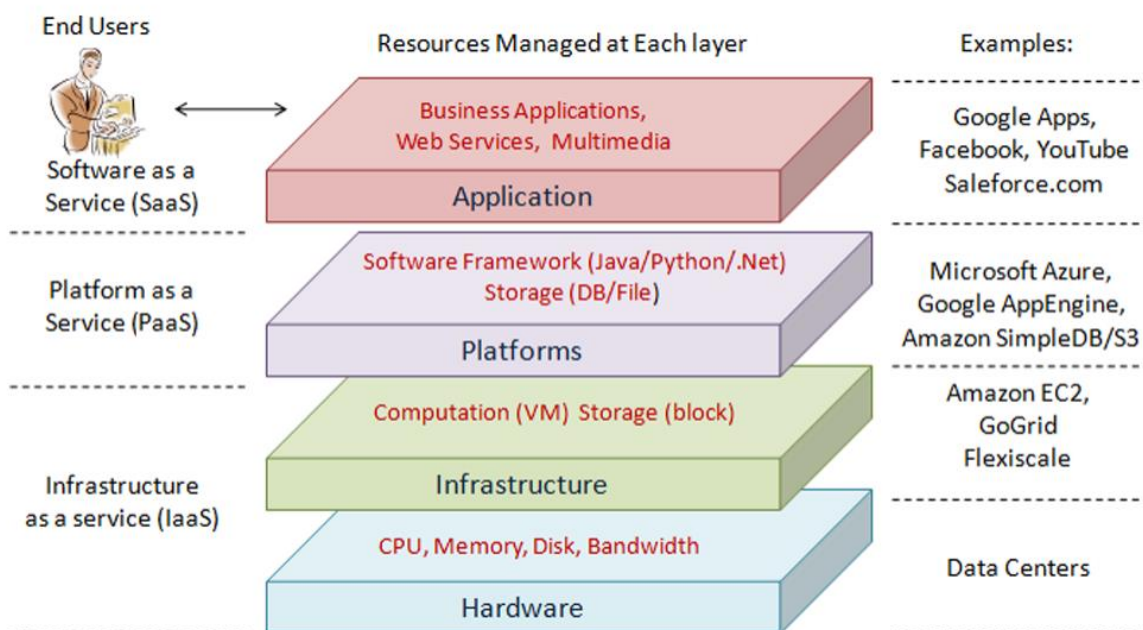 End Users
Resources Managed at Each layer
Examples:
Business Applications,
Web Services, Multimedia
Application
Software as a
Service (SaaS)
Google Apps,
Facebook, YouTube
Saleforce.com
Software Framework (Java/Python/.Net)
Storage (DB/File)
Platforms
Platform as a
Service (PaaS)
Microsoft Azure,
Google AppEngine,
Amazon SimpleDB/S3
Computation (VM) Storage (block)
Infrastructure
Amazon EC2,
GoGrid
Flexiscale
Infrastructure
as a service (IaaS)
CPU, Memory, Disk, Bandwidth
Hardware
Data Centers